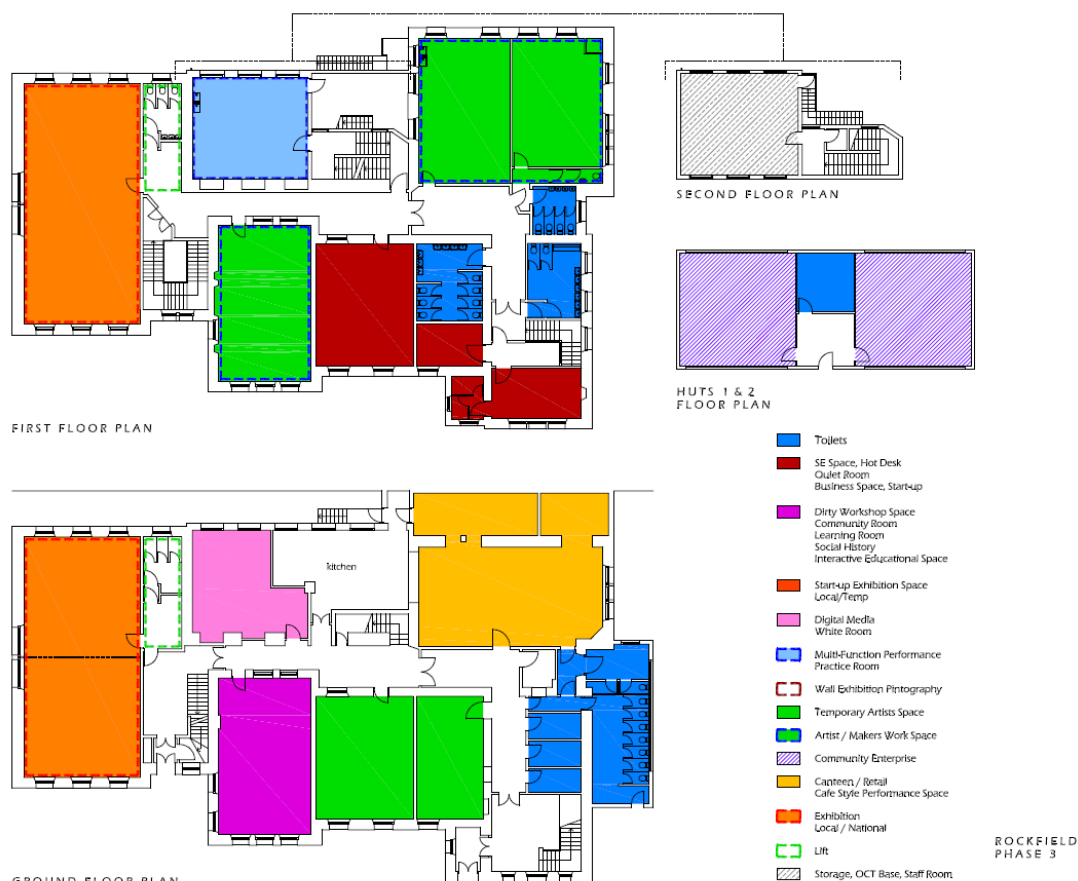 SECOND FLOOR PLAN
HUTS 1 & 2
FLOOR PLAN
FIRST FLOOR PLAN
Toilets
SE Space, Hot Desk
Quiet Room
Business Space, Start-up
Dirty Workshop Space
Community Room
Learning Room
Social History
Interactive Educational Space
Start-up Exhibition Space
Local/Temp
Digital Media
White Room
Multi-Function Performance
Practice Room
Wall Exhibition Pintography
Temporary Artists Space
Artist / Makers Work Space
Community Enterprise
Canteen / Retail
Cafe Style Performance Space
Exhibition
Local / National
Lift
Storage, OCT Base, Staff Room
kitchen
GROUND FLOOR PLAN
ROCKFIELD
PHASE 3